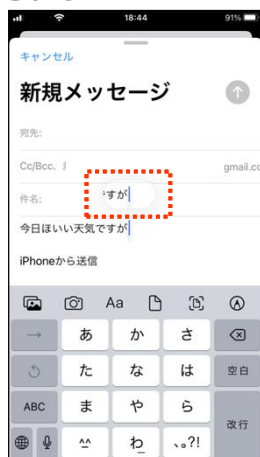 18:44 91%
キャンセル
新規メッセージ
宛先:
Cc/Bcc、 gmail.cc
件名:
ですが
今日ほいい天気ですが
iPhoneから送信
Aa
→ あ か さ
た な は 空白
ABC ま や ら
改行
^^ わ 、。?!